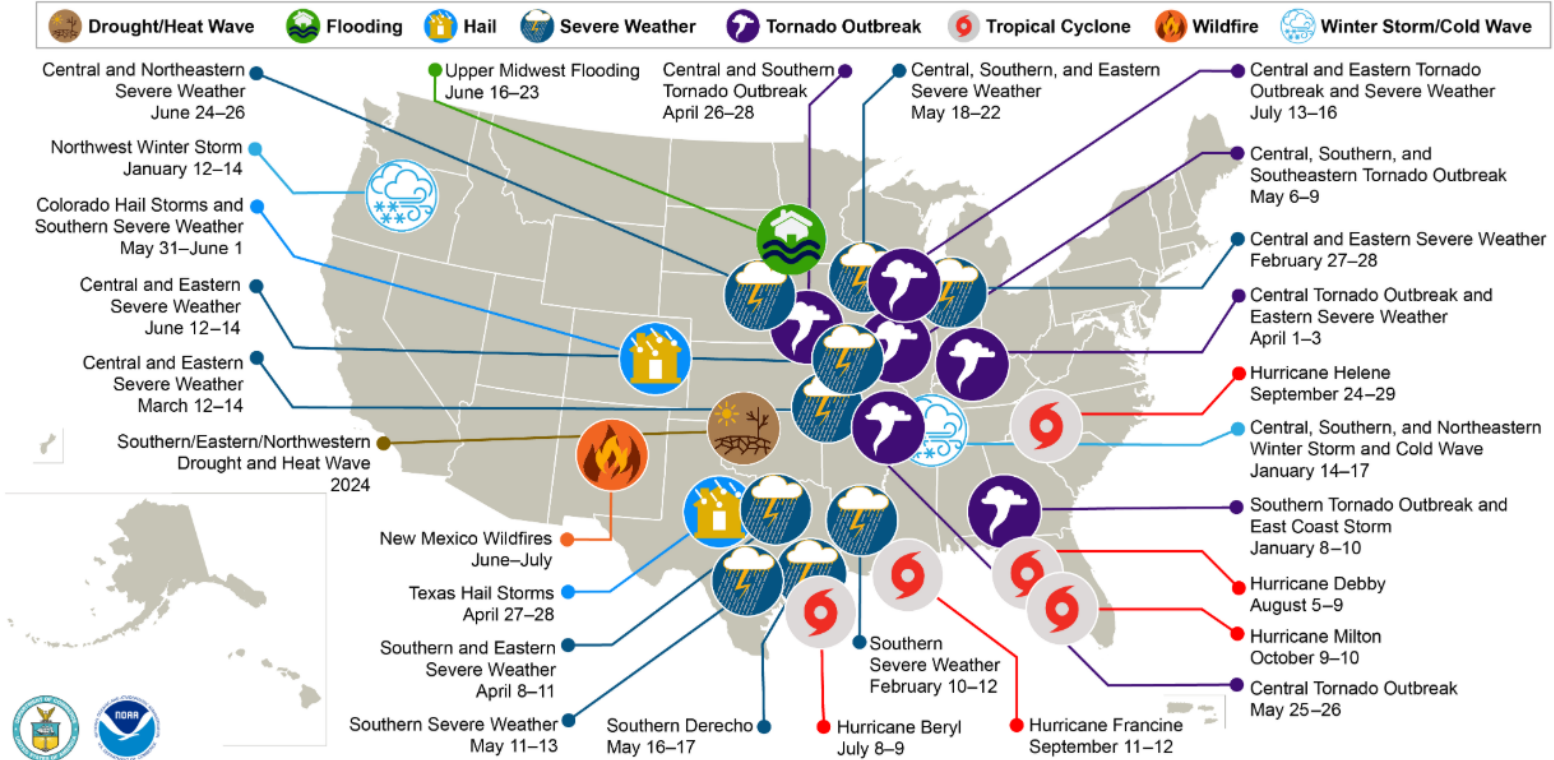 Drought/Heat Wave
Flooding
Hail
Severe Weather
Tornado Outbreak
Tropical Cyclone
Wildfire
Winter Storm/Cold Wave
Central and Northeastern
Severe Weather
June 24–26
Northwest Winter Storm
January 12–14
Colorado Hail Storms and
Southern Severe Weather
May 31–June 1
Central and Eastern
Severe Weather
June 12–14
Central and Eastern
Severe Weather
March 12–14
Southern/Eastern/Northwestern
Drought and Heat Wave
2024
Upper Midwest Flooding
June 16–23
Central and Southern
Tornado Outbreak
April 26–28
Central, Southern, and Eastern
Severe Weather
May 18–22
Central and Eastern Tornado
Outbreak and Severe Weather
July 13–16
Central, Southern, and
Southeastern Tornado Outbreak
May 6–9
Central and Eastern Severe Weather
February 27–28
Central Tornado Outbreak and
Eastern Severe Weather
April 1–3
Hurricane Helene
September 24–29
Central, Southern, and Northeastern
Winter Storm and Cold Wave
January 14–17
Southern Tornado Outbreak and
East Coast Storm
January 8–10
Hurricane Debby
August 5–9
Hurricane Milton
October 9–10
Central Tornado Outbreak
May 25–26
New Mexico Wildfires
June–July
Texas Hail Storms
April 27–28
Southern and Eastern
Severe Weather
April 8–11
Southern Severe Weather
May 11–13
Southern Derecho
May 16–17
Hurricane Beryl
July 8–9
Southern
Severe Weather
February 10–12
Hurricane Francine
September 11–12
NOAA